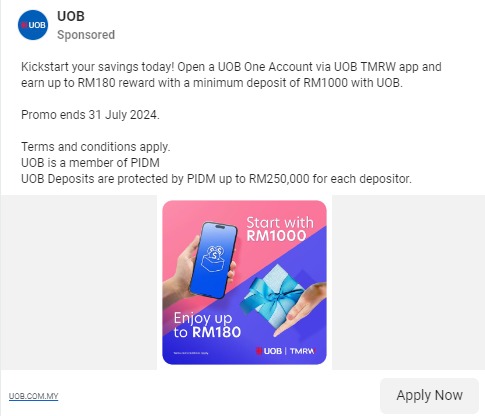 UOB
UOB
Sponsored
Kickstart your savings today! Open a UOB One Account via UOB TMRW app and
earn up to RM180 reward with a minimum deposit of RM1000 with UOB.
Promo ends 31 July 2024.
Terms and conditions apply.
UOB is a member of PIDM
UOB Deposits are protected by PIDM up to RM250,000 for each depositor.
Start with
RM1000
Enjoy up
to RM180
UOB | TMRW
UOB.COM.MY
Apply Now